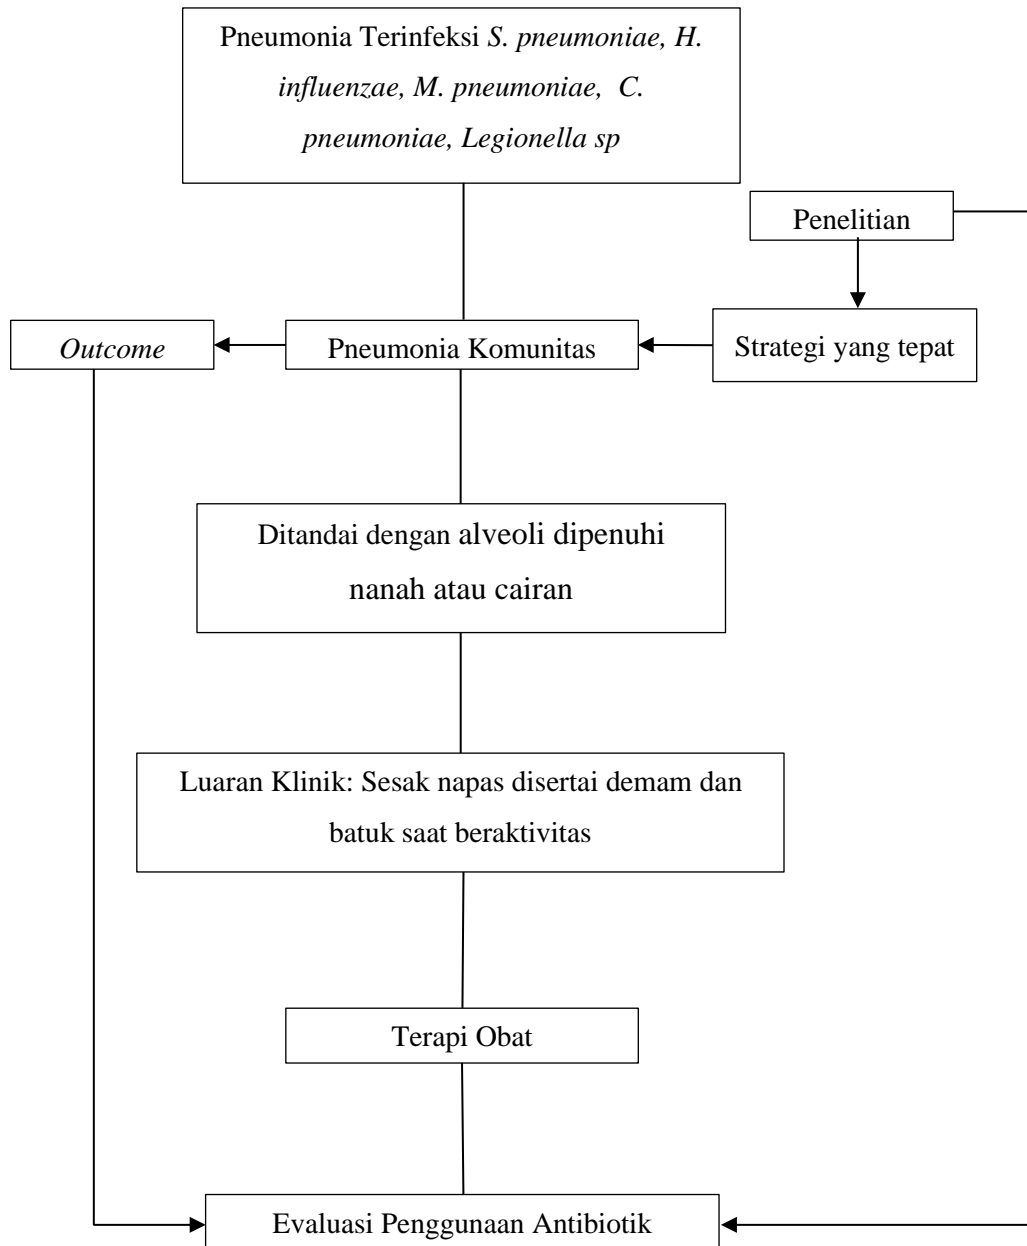 Pneumonia Terinfeksi S. pneumoniae, H.
influenzae, M. pneumoniae, C.
pneumoniae, Legionella sp
Penelitian
Outcome
Pneumonia Komunitas
Strategi yang tepat
Ditandai dengan alveoli dipenuhi
nanah atau cairan
Luaran Klinik: Sesak napas disertai demam dan
batuk saat beraktivitas
Terapi Obat
Evaluasi Penggunaan Antibiotik